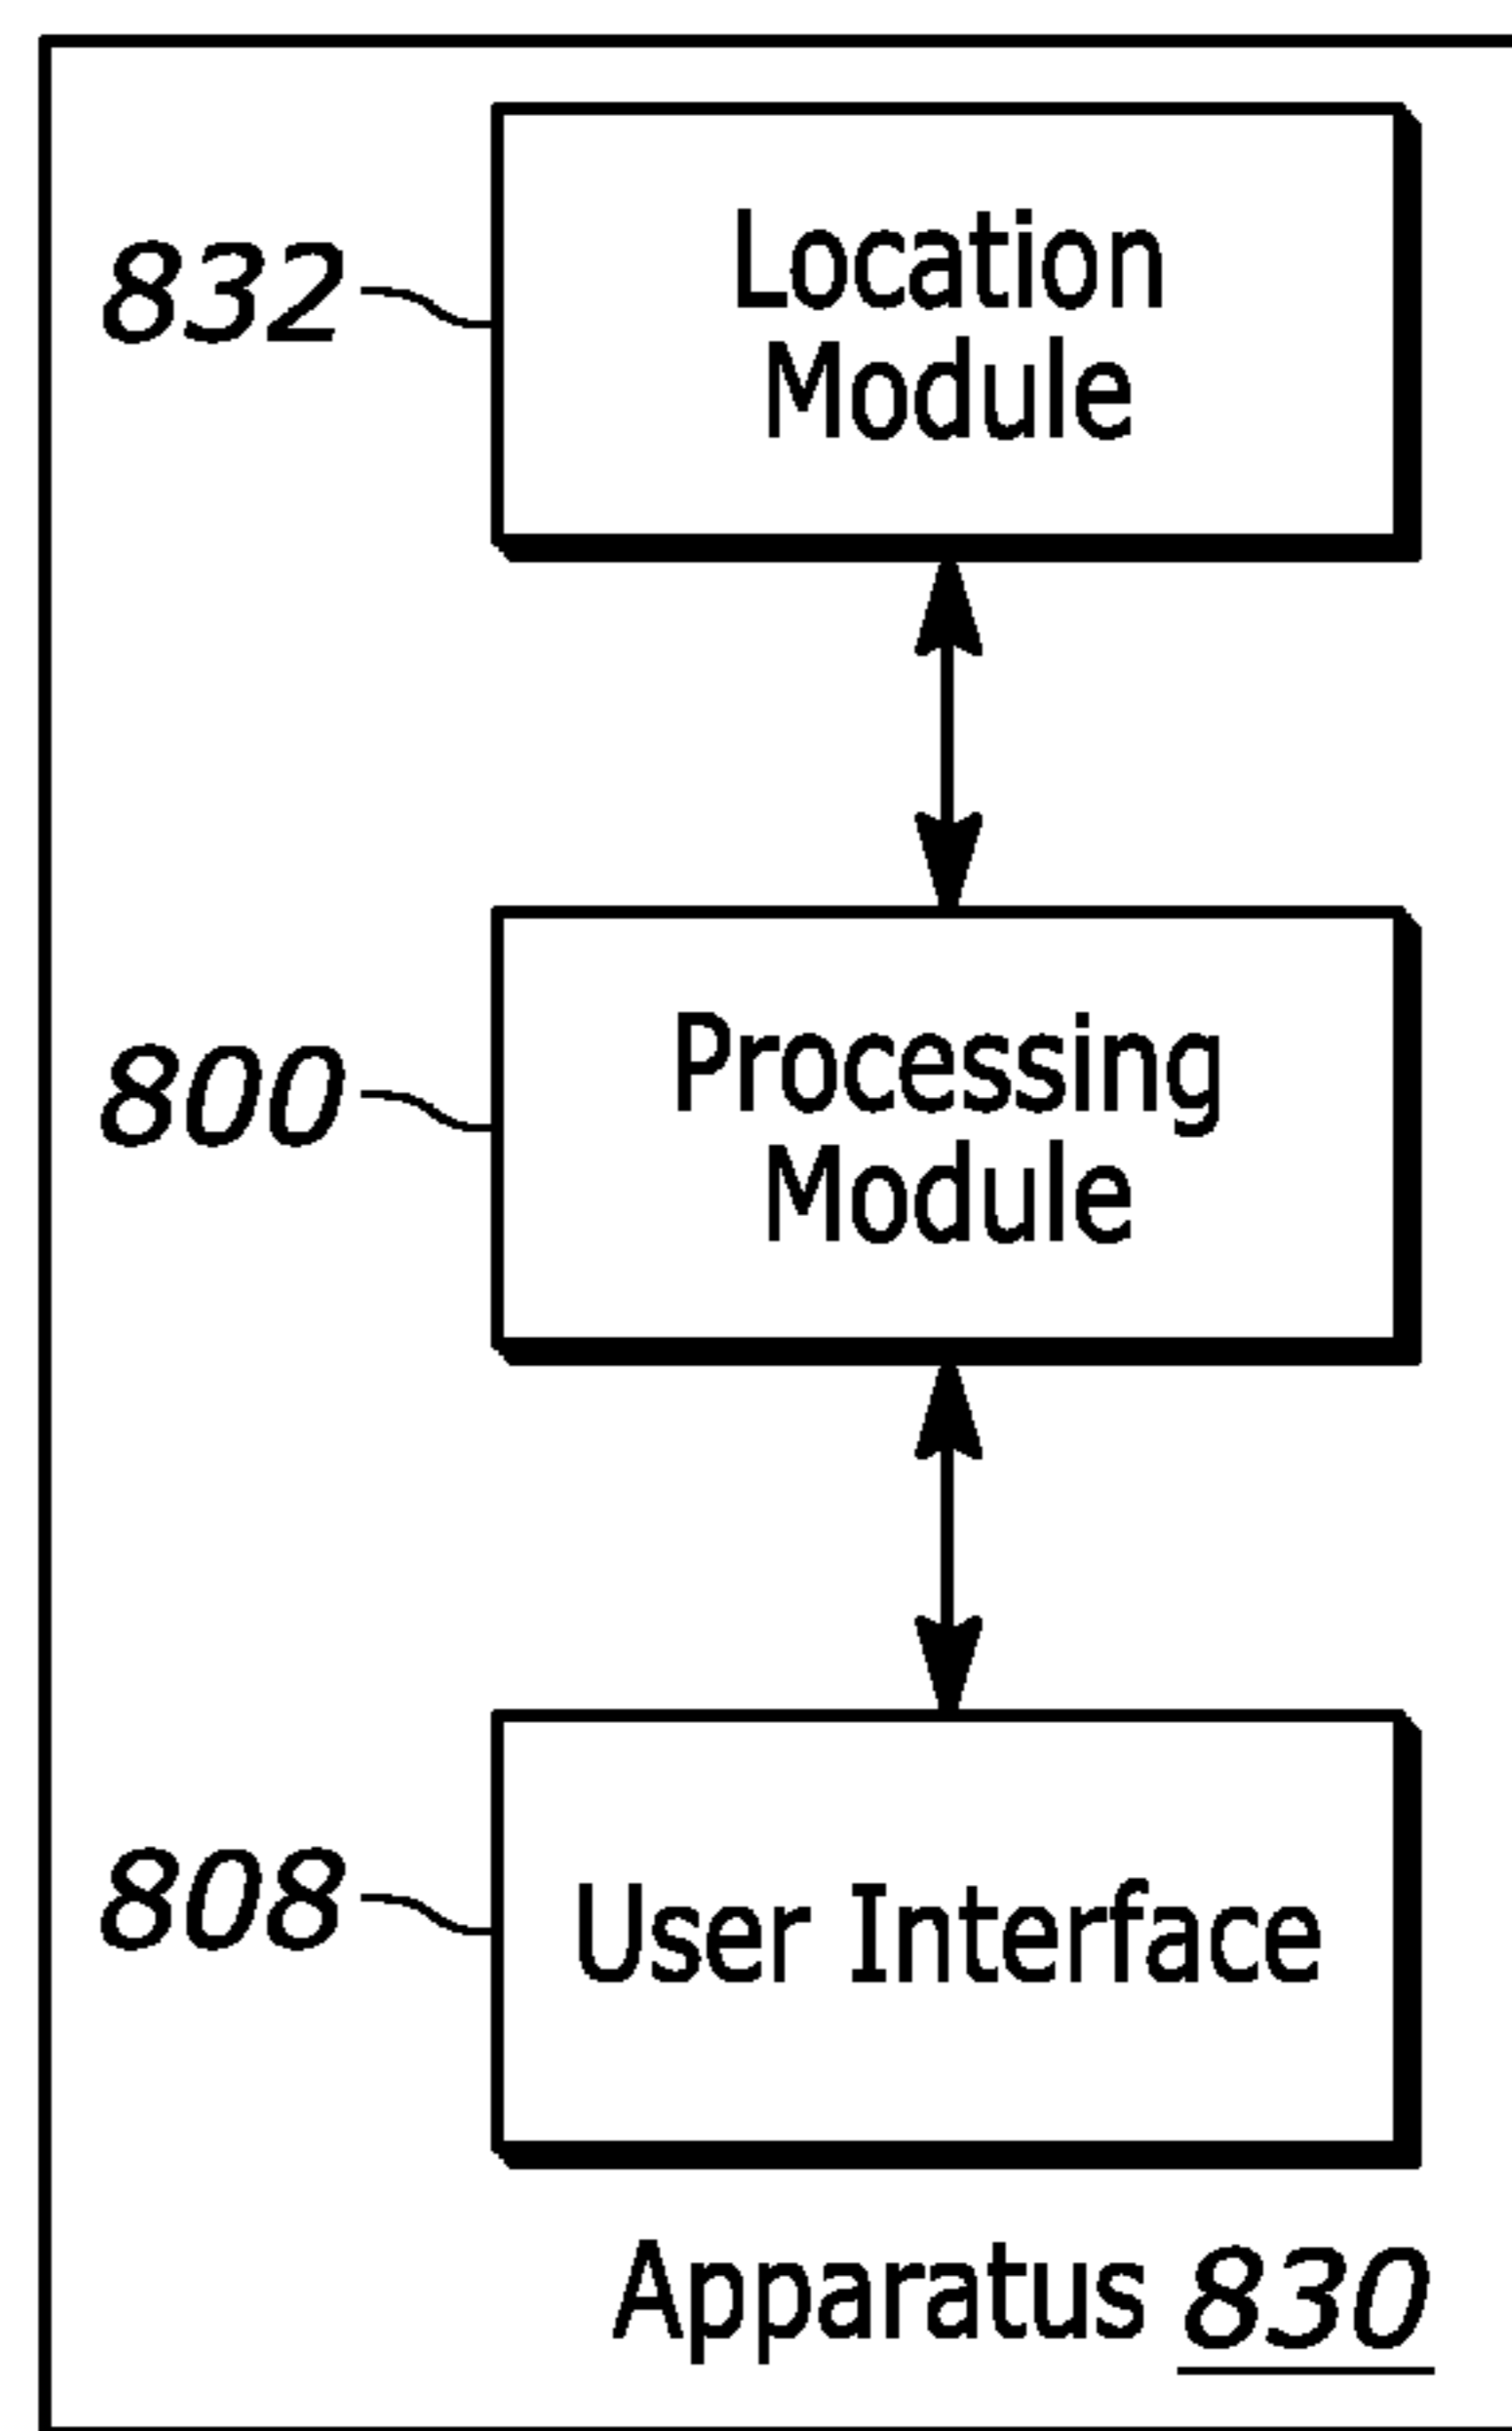 832
Location
Module
800
Processing
Module
808
User Interface
Apparatus 830